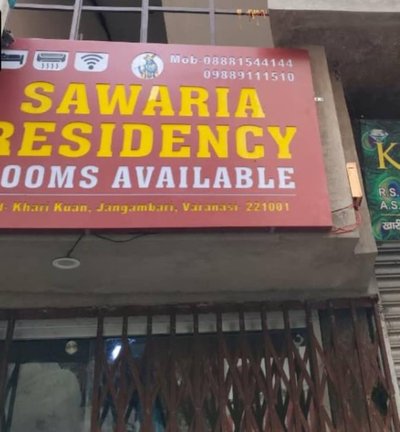 Mob-08881544144
09889111510
SAWARIA
RESIDENCY
OOMS AVAILABLE
Khari Kuan, Jangambari, Varanasi 221001
K
R.S.
A.S.